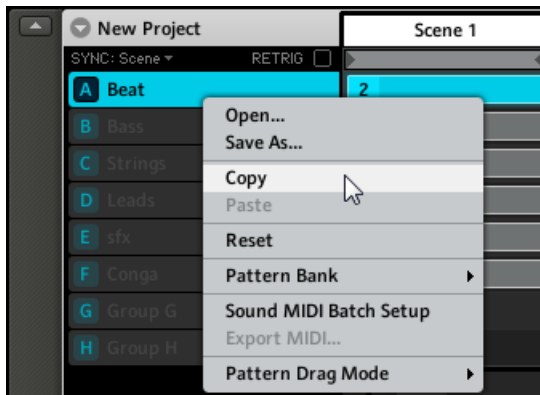 New Project
Scene 1
SYNC: Scene
RETRIG
A Beat
2
B Bass
C Strings
D Leads
E sfx
F Conga
G Group G
H Group H
Open...
Save As...
Copy
Paste
Reset
Pattern Bank
Sound MIDI Batch Setup
Export MIDI...
Pattern Drag Mode